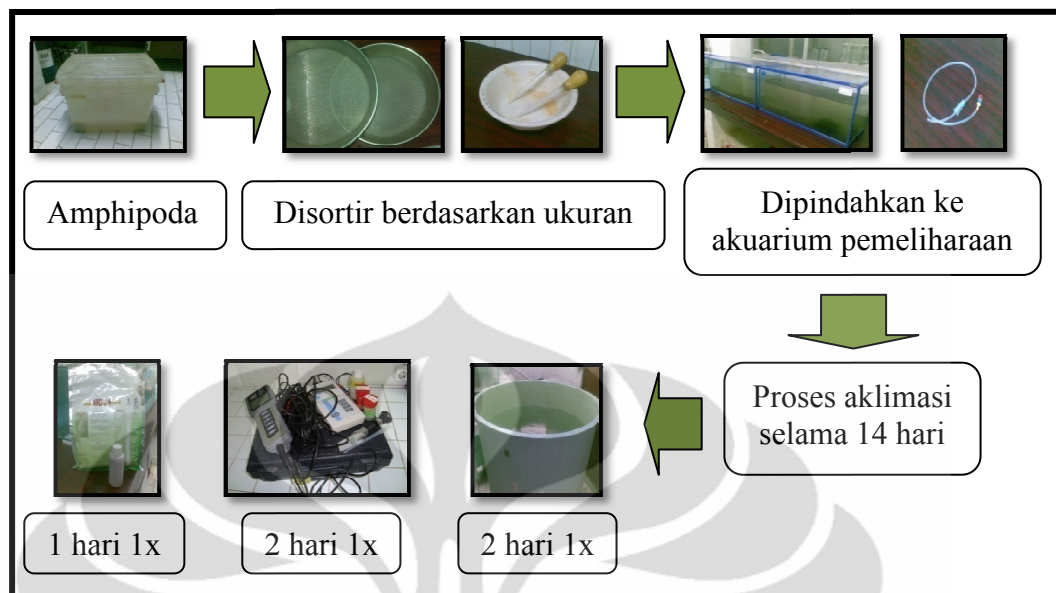 Amphipoda
Disortir berdasarkan ukuran
Dipindahkan ke
akuarium pemeliharaan
Proses aklimasi
selama 14 hari
1 hari 1x
2 hari 1x
2 hari 1x